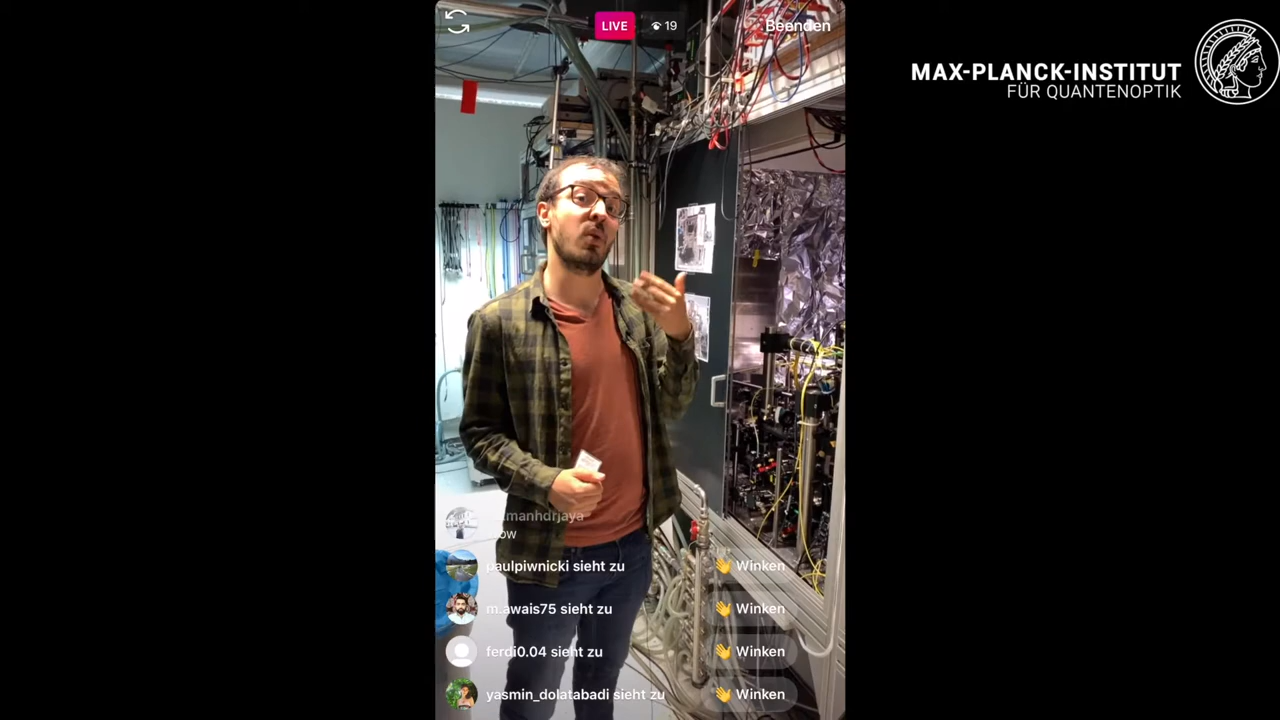 LIVE
19
Beenden
MAX-PLANCK-INSTITUT
FÜR QUANTENOPTIK
manhdrjaya
paulpiwnicki sieht zu
Winken
m.awais75 sieht zu
Winken
ferdi0.04 sieht zu
Winken
yasmin_dolatabadi sieht zu
Winken